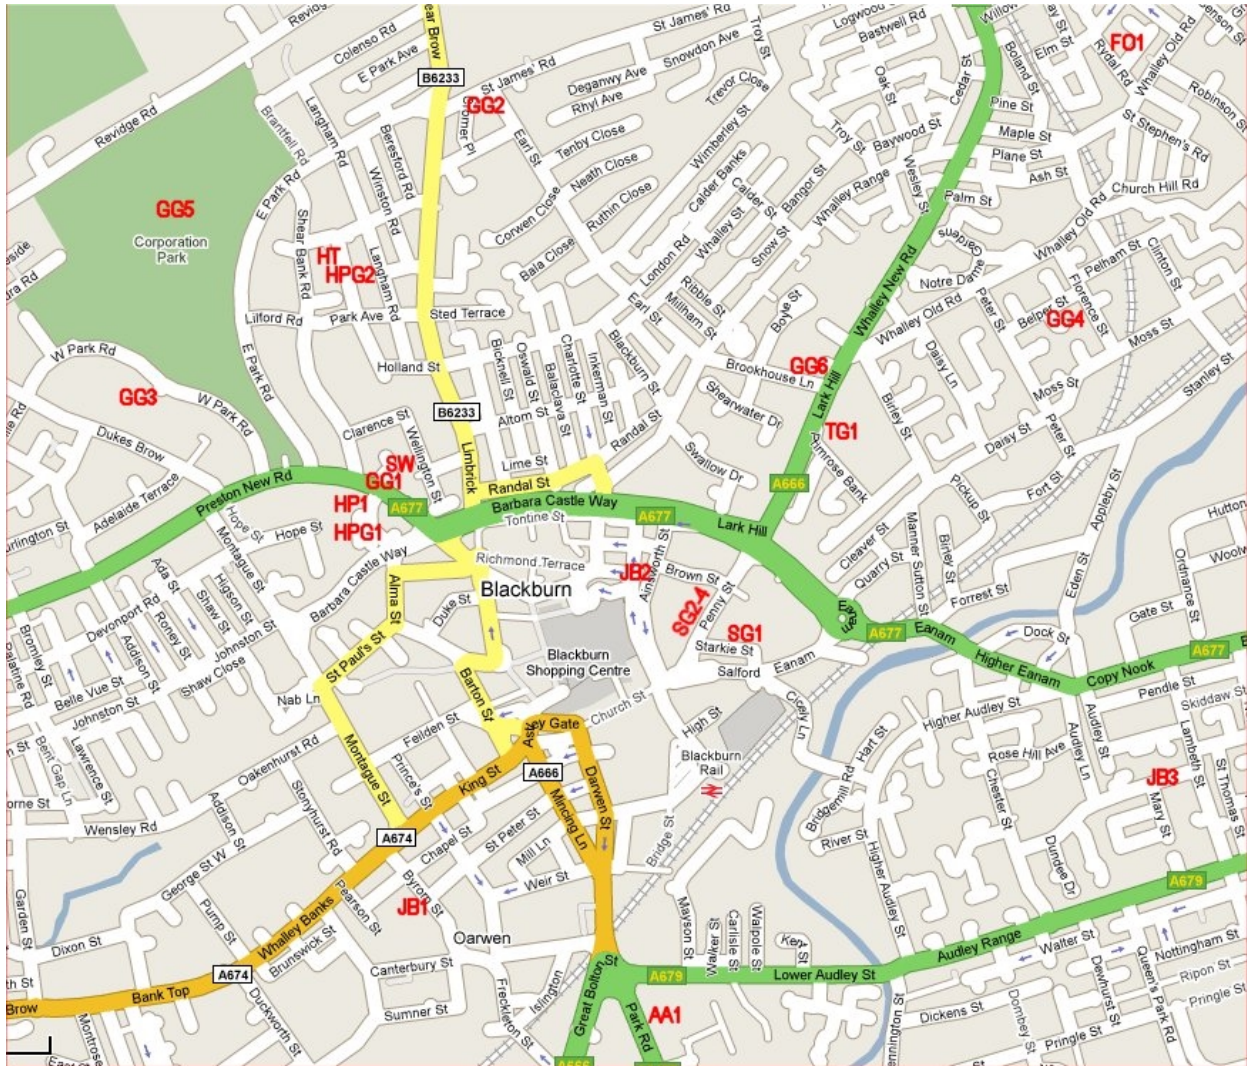 Revidge
Colenso Rd
E Park Ave
ear Brow
B6233
St James' Rd
Snowdon Ave
Troy St
Logwood St
Bastwell Rd
Willow
Boland St
Elm St
FO1
Rydal Rd
Whalley Old Rd
Robinson St
Revidge Rd
Brantfell Rd
Langham Rd
Beresford Rd
St James' Rd
GG2
Cromer Pl
Deganwy Ave
Rhyl Ave
Trevor Close
Oak St
Cedar St
Pine St
Maple St
Plane St
Ash St
St Stephen's Rd
Church Hill Rd
Earl St
Tenby Close
Neath Close
Ruthin Close
Corwen Close
Bala Close
Wimberley St
Calder Banks
Calder St
Whalley St
London Rd
Snow St
Bangor St
Troy St
Baywood St
Whalley Range
Wesley St
Palm St
Whalley Old Rd
GG5
Corporation
Park
E Park Rd
Shear Bank Rd
Winston Rd
HT
HPG2
Langham Rd
Lilford Rd
Park Ave
Sted Terrace
Earl St
Millham St
Ribble St
Boyle St
Whalley New Rd
Notre Dame
Gardens
Whalley Old Rd
Peter St
Pelham St
Florence St
Belper St
GG4
Clinton St
Moss St
Stanley St
W Park Rd
GG3
W Park Rd
E Park Rd
Holland St
Bicknell St
Oswald St
Balaclava St
Charlotte St
Inkerman St
Blackburn St
Brookhouse Ln
GG6
Lark Hill
Shearwater Dr
Daisy Ln
Birley St
Moss St
Daisy St
Peter St
Dukes Brow
Clarence St
Wellington St
B6233
Altom St
Randal St
Swallow Dr
TG1
Primrose Bank
Adelaide Terrace
SW
GG1
Limbrick
Lime St
Randal St
A666
Pickup St
Fort St
Appleby St
Preston New Rd
HP1
A677
Barbara Castle Way
Tontine St
A677
Lark Hill
HPG1
Hope St
Hope St
Montague St
Barbara Castle Way
Richmond Terrace
Ainsworth St
JB2
Brown St
Penny St
SG2-4
SG1
Starkie St
Salford
Eanam
Cleaver St
Quarry St
Manner Sutton St
Birley St
Forrest St
Eden St
Ordnance St
Hutton
Woolw
Gate St
Blackburn
Alma St
Duke St
Ada St
Romey St
Shaw St
Higson St
Johnston St
Shaw Close
Devonport Rd
Addison St
Bromley St
Palatine Rd
Belle Vue St
Johnston St
Lawrence St
Bent Gap Ln
St Paul's St
Nab Ln
Barton St
Blackburn
Shopping Centre
Eanam
A677
Eanam
Higher Eanam
Dock St
Copy Nook
A677
Pendle St
Skiddaw St
Cicely Ln
Church St
High St
Blackburn
Rail
Feilden St
Oakenhurst Rd
Montague St
Prince's St
King St
A666
Darwen St
Mincing Ln
Bridge St
Bridgemill Rd
Hart St
Higher Audley St
Rose Hill Ave
Chester St
Audley Ln
Audley St
Lambeth St
St Thomas St
JB3
Mary St
Dundee Dr
River St
Higher Audley St
Wensley Rd
Addison St
Stonyhurst Rd
A674
Chapel St
St Peter St
Mill Ln
Weir St
Byrom St
JB1
George St W
Pump St
Whalley Banks
Pearson St
Brunswick St
Garden St
Dixon St
A674
Bank Top
Brow
Duckworth St
Canterbury St
Sumner St
Oarwen
Freckleton St
Islington
Great Bolton St
A679
Park Rd
AA1
A666
Mayson St
Walker St
Carlisle St
Walpole St
Kent St
Lower Audley St
Audley Range
A679
Walter St
Dewhurst St
Queen's Park Rd
Nottingham St
Ripon St
Pringle St
Pringle St
Dickens St
Dombey St
Montrose